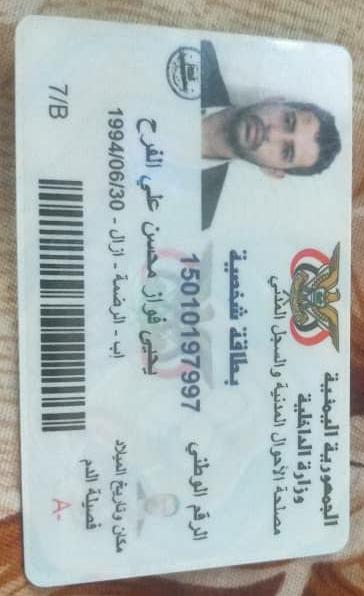 الجمهورية اليمنية
وزارة الداخلية
مصلحة الأحوال المدنية والسجل المدني
بطاقة شخصية
الرقم الوطني 15010197997
يحيى فواز محسن علي الفرح
مكان وتاريخ الميلاد إب - الرضمة - ازال - 1994/06/30
فصيلة الدم A-
7/B